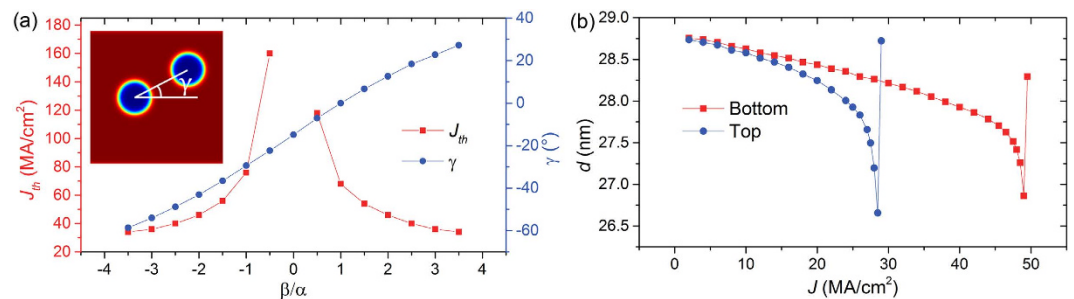 (a)
180
160
140
120
100
80
60
40
20
J_th (MA/cm²)
γ
J_th
γ
40
20
0
-20
-40
-60
γ (°)
-4 -3 -2 -1 0 1 2 3 4
β/α
(b)
29.0
28.5
28.0
27.5
27.0
26.5
d (nm)
Bottom
Top
0 10 20 30 40 50
J (MA/cm²)